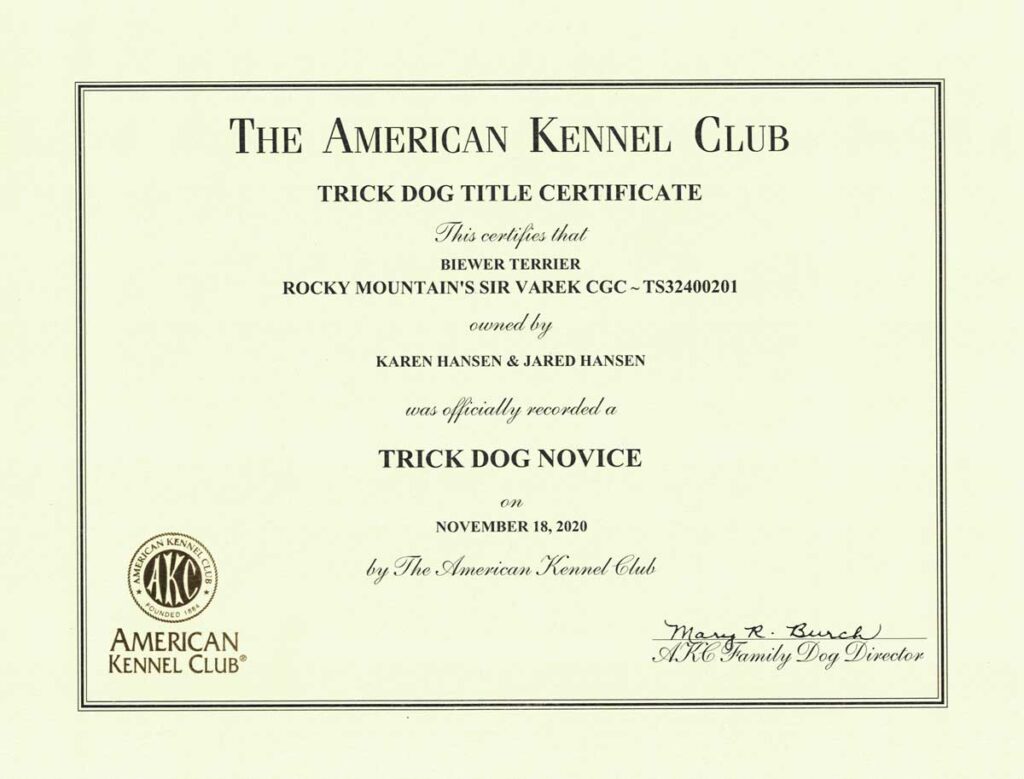 THE AMERICAN KENNEL CLUB
TRICK DOG TITLE CERTIFICATE
This certifies that
BIEWER TERRIER
ROCKY MOUNTAIN'S SIR VAREK CGC ~ TS32400201
owned by
KAREN HANSEN & JARED HANSEN
was officially recorded a
TRICK DOG NOVICE
on
NOVEMBER 18, 2020
by The American Kennel Club
AMERICAN KENNEL CLUB
AKC
FOUNDED 1884
AMERICAN
KENNEL CLUB®
Mary R. Burch
AKC Family Dog Director